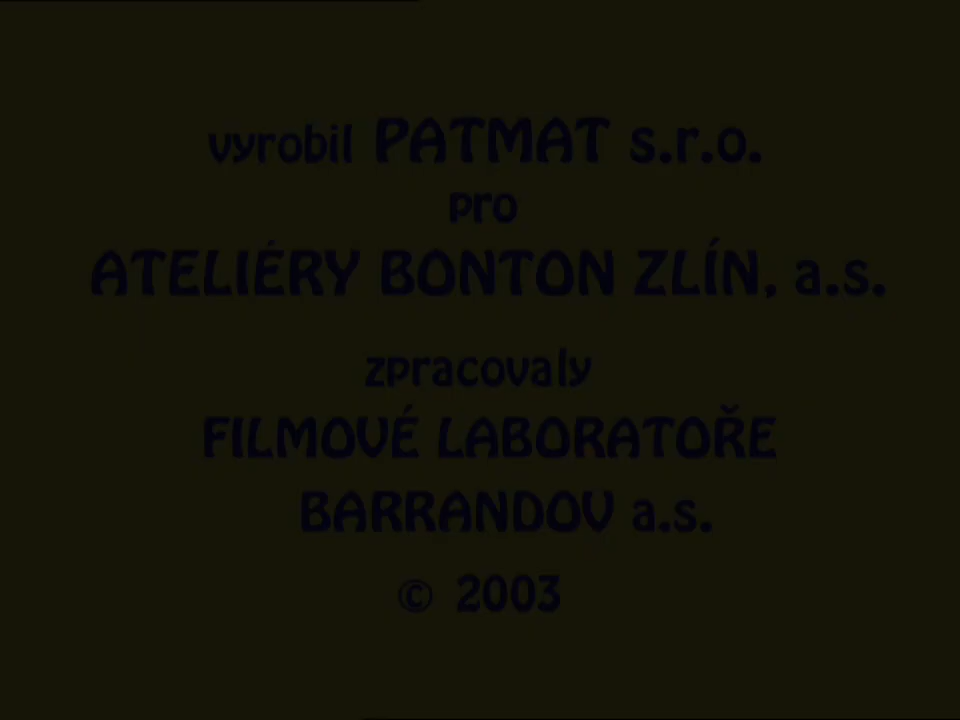 vyrobil PATMAT s.r.o.
pro
ATELIÉRY BONTON ZLÍN, a.s.
zpracovaly
FILMOVÉ LABORATOŘE
BARRANDOV a.s.
© 2003